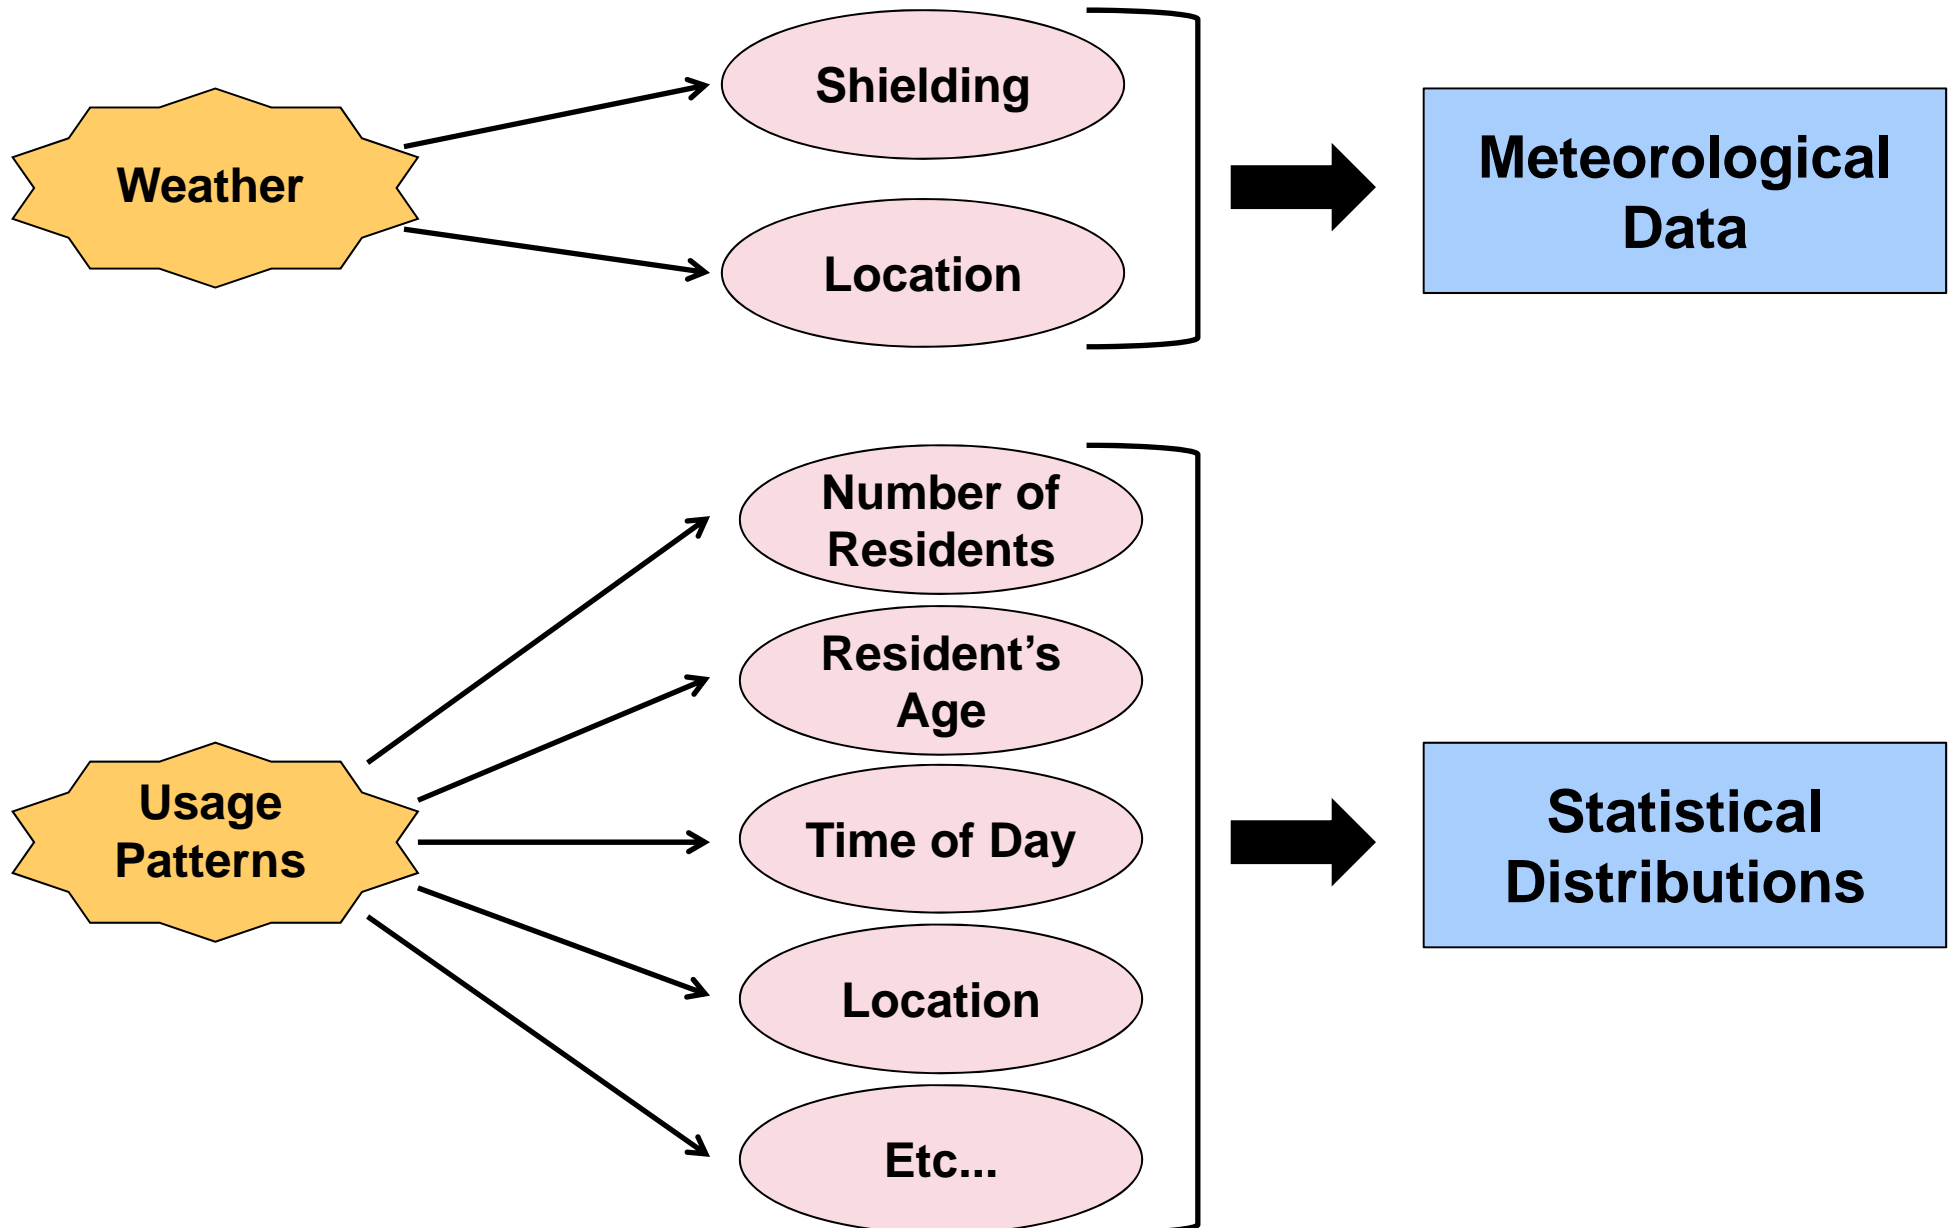 Weather
Shielding
Location
Meteorological
Data
Usage
Patterns
Number of
Residents
Resident’s
Age
Time of Day
Location
Etc...
Statistical
Distributions